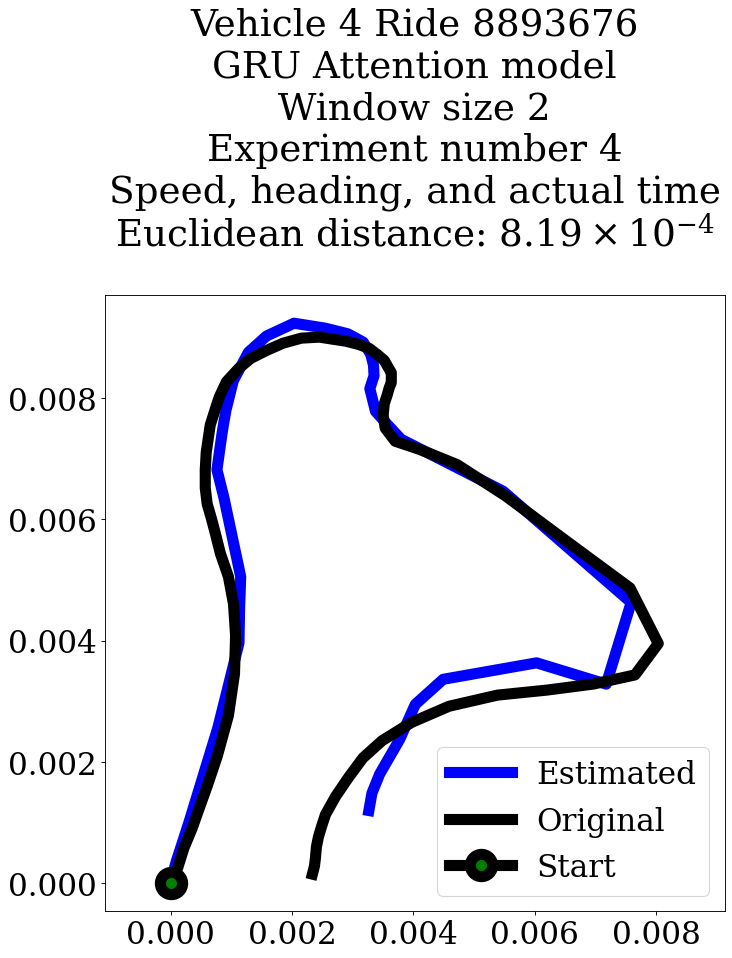 Vehicle 4 Ride 8893676
GRU Attention model
Window size 2
Experiment number 4
Speed, heading, and actual time
Euclidean distance: 8.19 × 10⁻⁴
0.008
0.006
0.004
0.002
0.000
Estimated
Original
Start
0.000 0.002 0.004 0.006 0.008